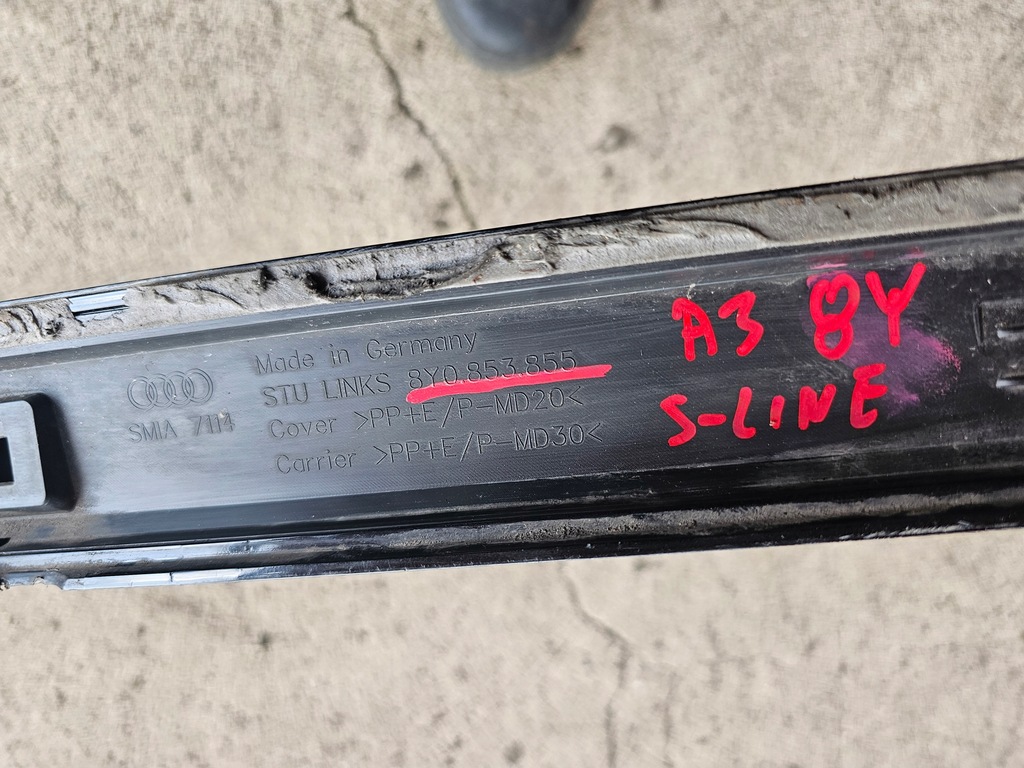 Made in Germany
STU LINKS 8Y0.853.855
SMIA 7114
Cover >PP+E/P-MD20<
Carrier >PP+E/P-MD30<
A3 8Y
S-LINE